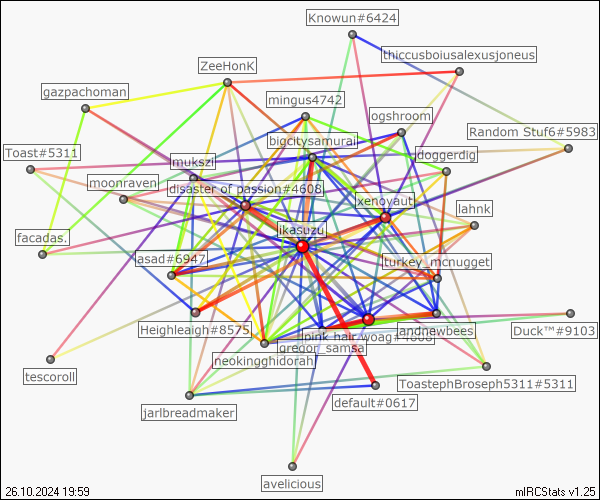 Knowun#6424
thiccusboiusalexusjoneus
ZeeHonK
gazpachoman
mingus4742
ogshroom
Random Stuf6#5983
bigcitysamurai
Toast#5311
doggerdig
mukszi
moonraven
disaster of passion#4608
xenoyaut
lahnk
ikasuzu
facadas.
asad#6947
turkey_mcnugget
Heighleaigh#8575
landnewbees
Duck™#9103
pink hair woag#4608
gregor_samsa
neokingghidorah
tescoroll
ToastephBroseph5311#5311
default#0617
jarlbreadmaker
avelicious
26.10.2024 19:59
mIRCStats v1.25